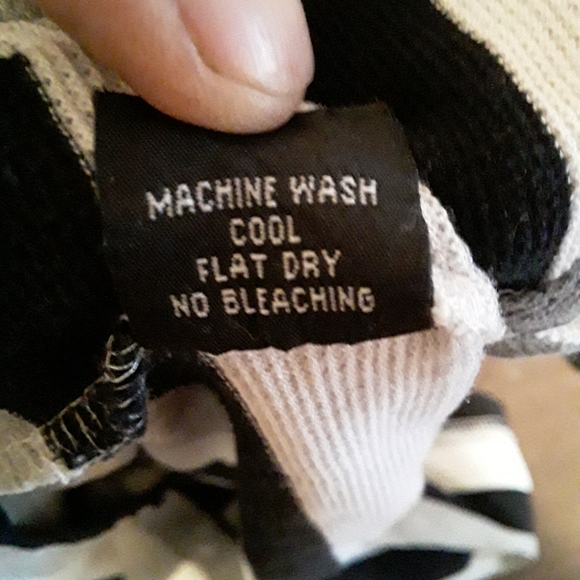 MACHINE WASH
COOL
FLAT DRY
NO BLEACHING